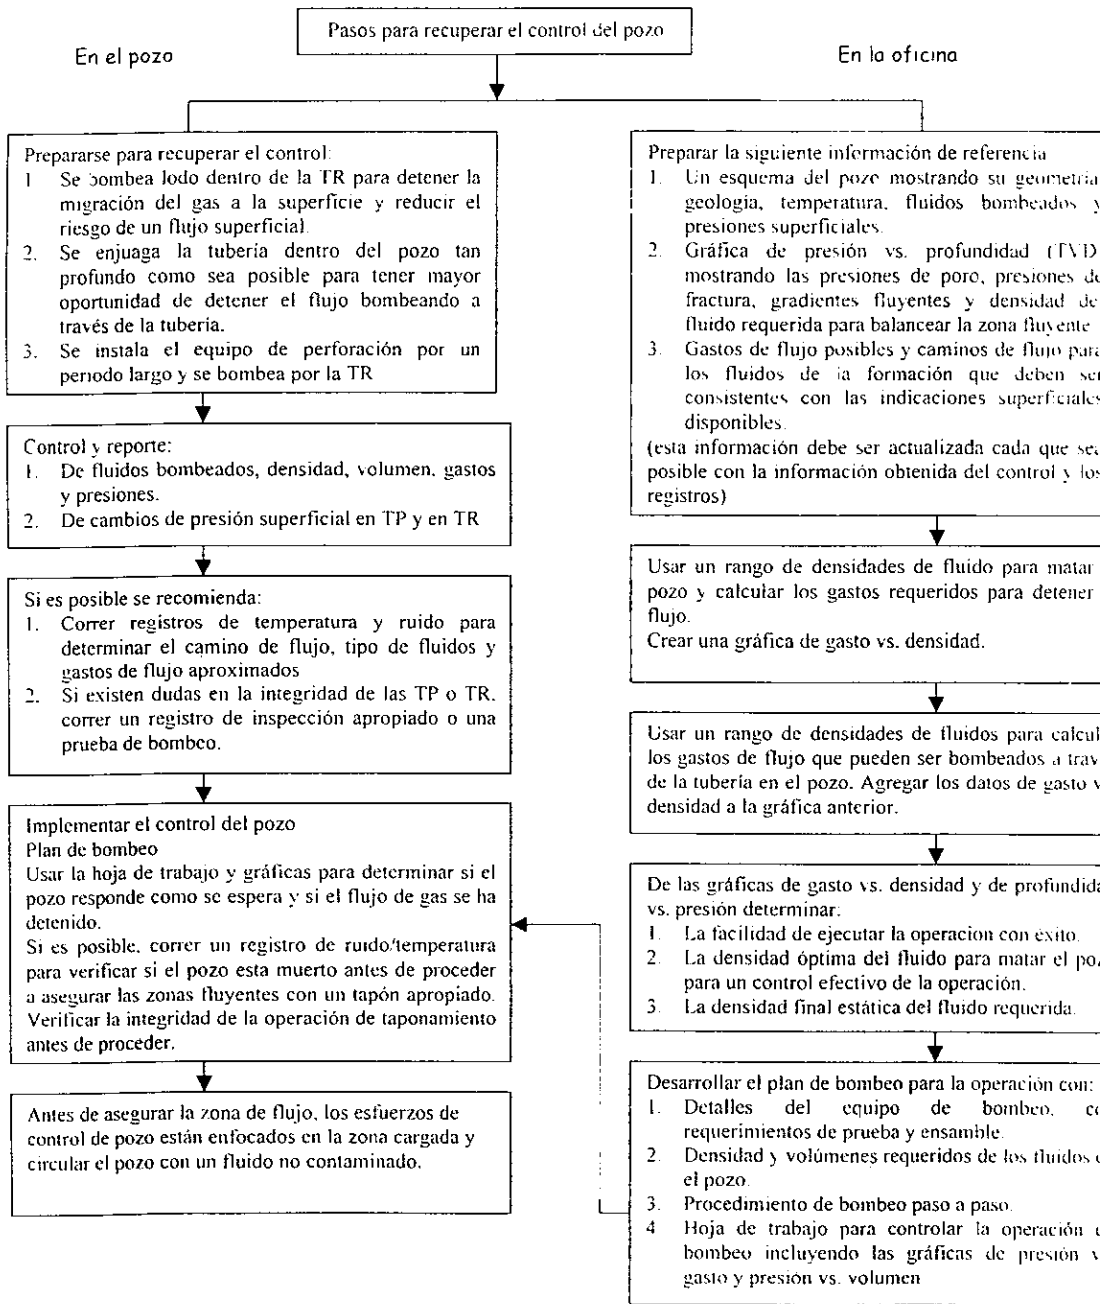 Pasos para recuperar el control del pozo
En el pozo
En la oficina
Prepararse para recuperar el control:
1 Se bombea lodo dentro de la TR para detener la
migración del gas a la superficie y reducir el
riesgo de un flujo superficial.
2. Se enjuaga la tubería dentro del pozo tan
profundo como sea posible para tener mayor
oportunidad de detener el flujo bombeando a
través de la tubería.
3. Se instala el equipo de perforación por un
periodo largo y se bombea por la TR
Control y reporte:
1. De fluidos bombeados, densidad, volumen, gastos
y presiones.
2. De cambios de presión superficial en TP y en TR
Si es posible se recomienda:
1. Correr registros de temperatura y ruido para
determinar el camino de flujo, tipo de fluidos y
gastos de flujo aproximados
2. Si existen dudas en la integridad de las TP o TR,
correr un registro de inspección apropiado o una
prueba de bombeo.
Implementar el control del pozo
Plan de bombeo
Usar la hoja de trabajo y gráficas para determinar si el
pozo responde como se espera y si el flujo de gas se ha
detenido.
Si es posible, correr un registro de ruido/temperatura
para verificar si el pozo esta muerto antes de proceder
a asegurar las zonas fluyentes con un tapón apropiado.
Verificar la integridad de la operación de taponamiento
antes de proceder.
Antes de asegurar la zona de flujo, los esfuerzos de
control de pozo están enfocados en la zona cargada y
circular el pozo con un fluido no contaminado.
Preparar la siguiente información de referencia
1. Un esquema del pozo mostrando su geometria,
geología, temperatura, fluidos bombeados y
presiones superficiales.
2. Gráfica de presión vs. profundidad (TVD)
mostrando las presiones de poro, presiones de
fractura, gradientes fluyentes y densidad de
fluido requerida para balancear la zona fluyente
3. Gastos de flujo posibles y caminos de flujo para
los fluidos de la formación que deben ser
consistentes con las indicaciones superficiales
disponibles.
(esta información debe ser actualizada cada que sea
posible con la información obtenida del control y los
registros)
Usar un rango de densidades de fluido para matar
pozo y calcular los gastos requeridos para detener
flujo.
Crear una gráfica de gasto vs. densidad.
Usar un rango de densidades de fluidos para calcul
los gastos de flujo que pueden ser bombeados a trav
de la tubería en el pozo. Agregar los datos de gasto v
densidad a la gráfica anterior.
De las gráficas de gasto vs. densidad y de profundida
vs. presión determinar:
1. La facilidad de ejecutar la operacion con éxito.
2. La densidad óptima del fluido para matar el poz
para un control efectivo de la operación.
3. La densidad final estática del fluido requerida.
Desarrollar el plan de bombeo para la operación con:
1. Detalles del equipo de bombeo, co
requerimientos de prueba y ensamble.
2. Densidad y volúmenes requeridos de los fluidos e
el pozo.
3. Procedimiento de bombeo paso a paso.
4 Hoja de trabajo para controlar la operación d
bombeo incluyendo las gráficas de presión v
gasto y presión vs. volumen